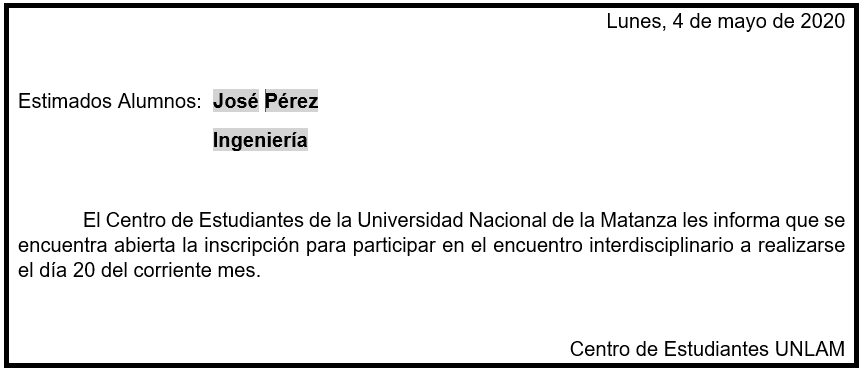 Lunes, 4 de mayo de 2020
Estimados Alumnos: José Pérez
Ingeniería
El Centro de Estudiantes de la Universidad Nacional de la Matanza les informa que se
encuentra abierta la inscripción para participar en el encuentro interdisciplinario a realizarse
el día 20 del corriente mes.
Centro de Estudiantes UNLAM